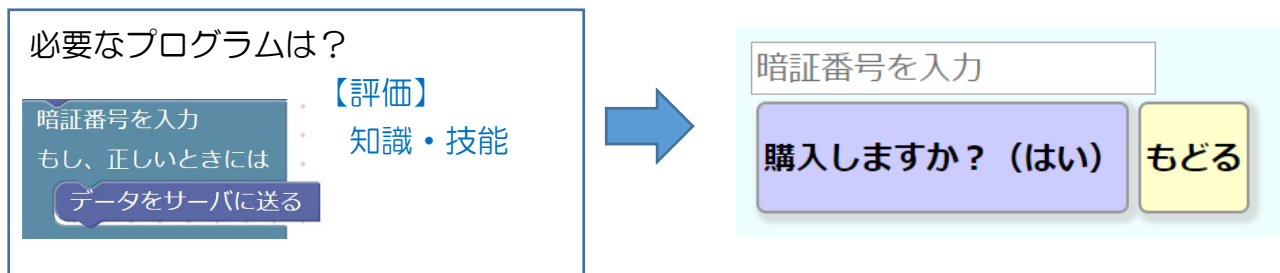 必要なプログラムは？
【評価】
知識・技能
暗証番号を入力
もし、正しいときには
データをサーバに送る
暗証番号を入力
購入しますか？（はい）
もどる